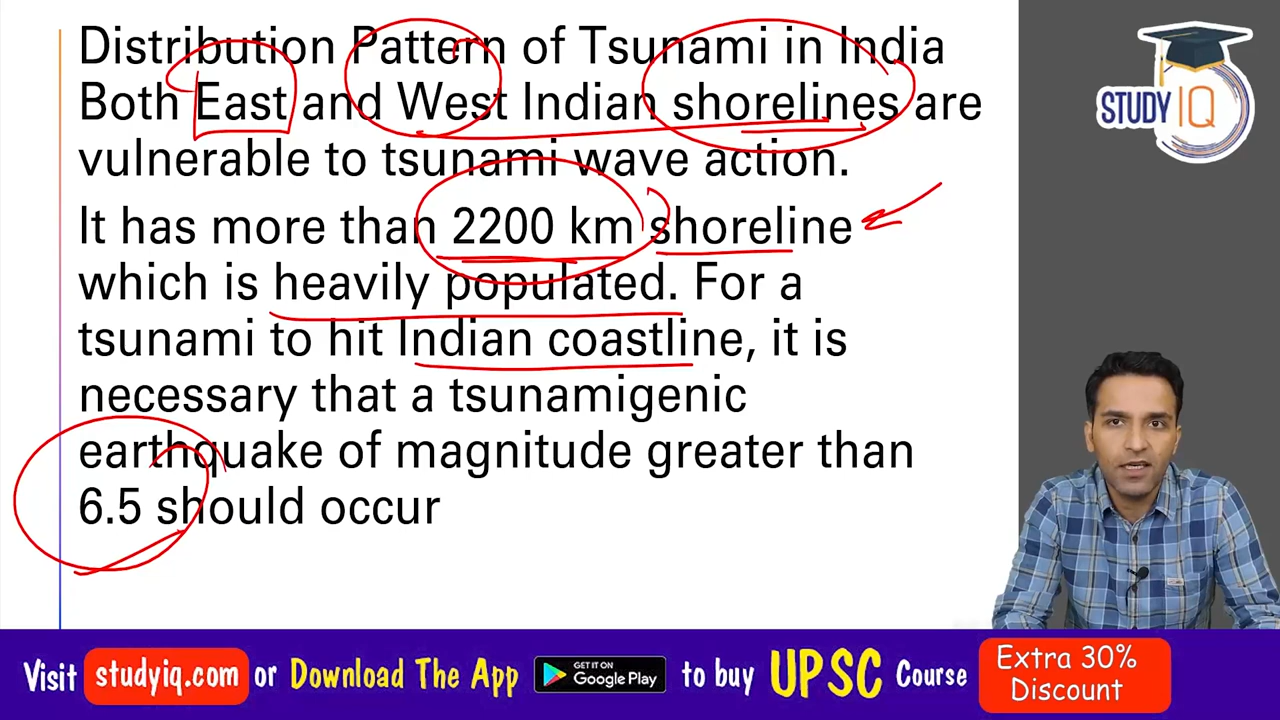 Distribution Pattern of Tsunami in India
Both East and West Indian shorelines are
vulnerable to tsunami wave action.
It has more than 2200 km shoreline
which is heavily populated. For a
tsunami to hit Indian coastline, it is
necessary that a tsunamigenic
earthquake of magnitude greater than
6.5 should occur
STUDY IQ
Visit studyiq.com or Download The App GET IT ON Google Play to buy UPSC Course
Extra 30%
Discount